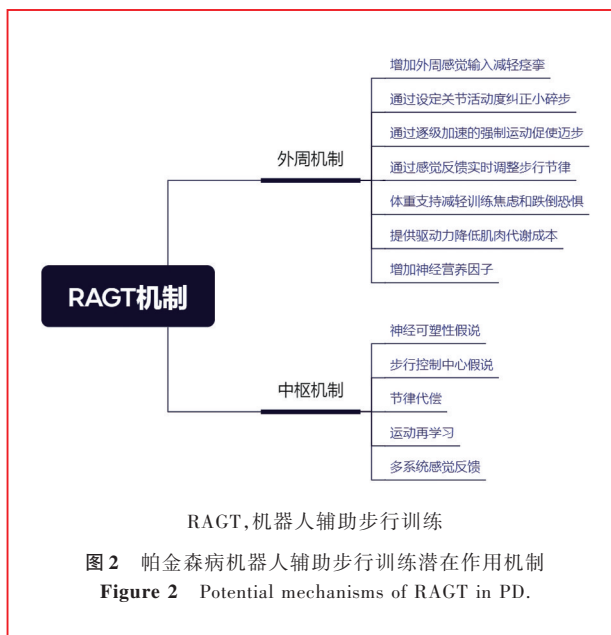 RAGT机制
外周机制
增加外周感觉输入减轻痉挛
通过设定关节活动度纠正小碎步
通过逐级加速的强制运动促使迈步
通过感觉反馈实时调整步行节律
体重支持减轻训练焦虑和跌倒恐惧
提供驱动力降低肌肉代谢成本
增加神经营养因子
中枢机制
神经可塑性假说
步行控制中心假说
节律代偿
运动再学习
多系统感觉反馈
RAGT,机器人辅助步行训练
图2 帕金森病机器人辅助步行训练潜在作用机制
Figure 2 Potential mechanisms of RAGT in PD.